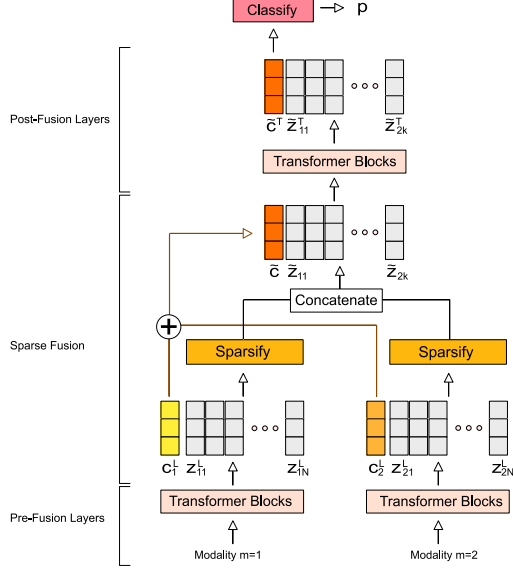 Classify p
Post-Fusion Layers
c̃ᵀ z̃ᵀ₁₁ z̃ᵀ₂ₖ
Transformer Blocks
c̃ z̃₁₁ z̃₂ₖ
Concatenate
+
Sparse Fusion
Sparsify Sparsify
c₁ᴸ z₁₁ᴸ z₁Nᴸ c₂ᴸ z₂₁ᴸ z₂Nᴸ
Pre-Fusion Layers
Transformer Blocks Transformer Blocks
Modality m=1 Modality m=2